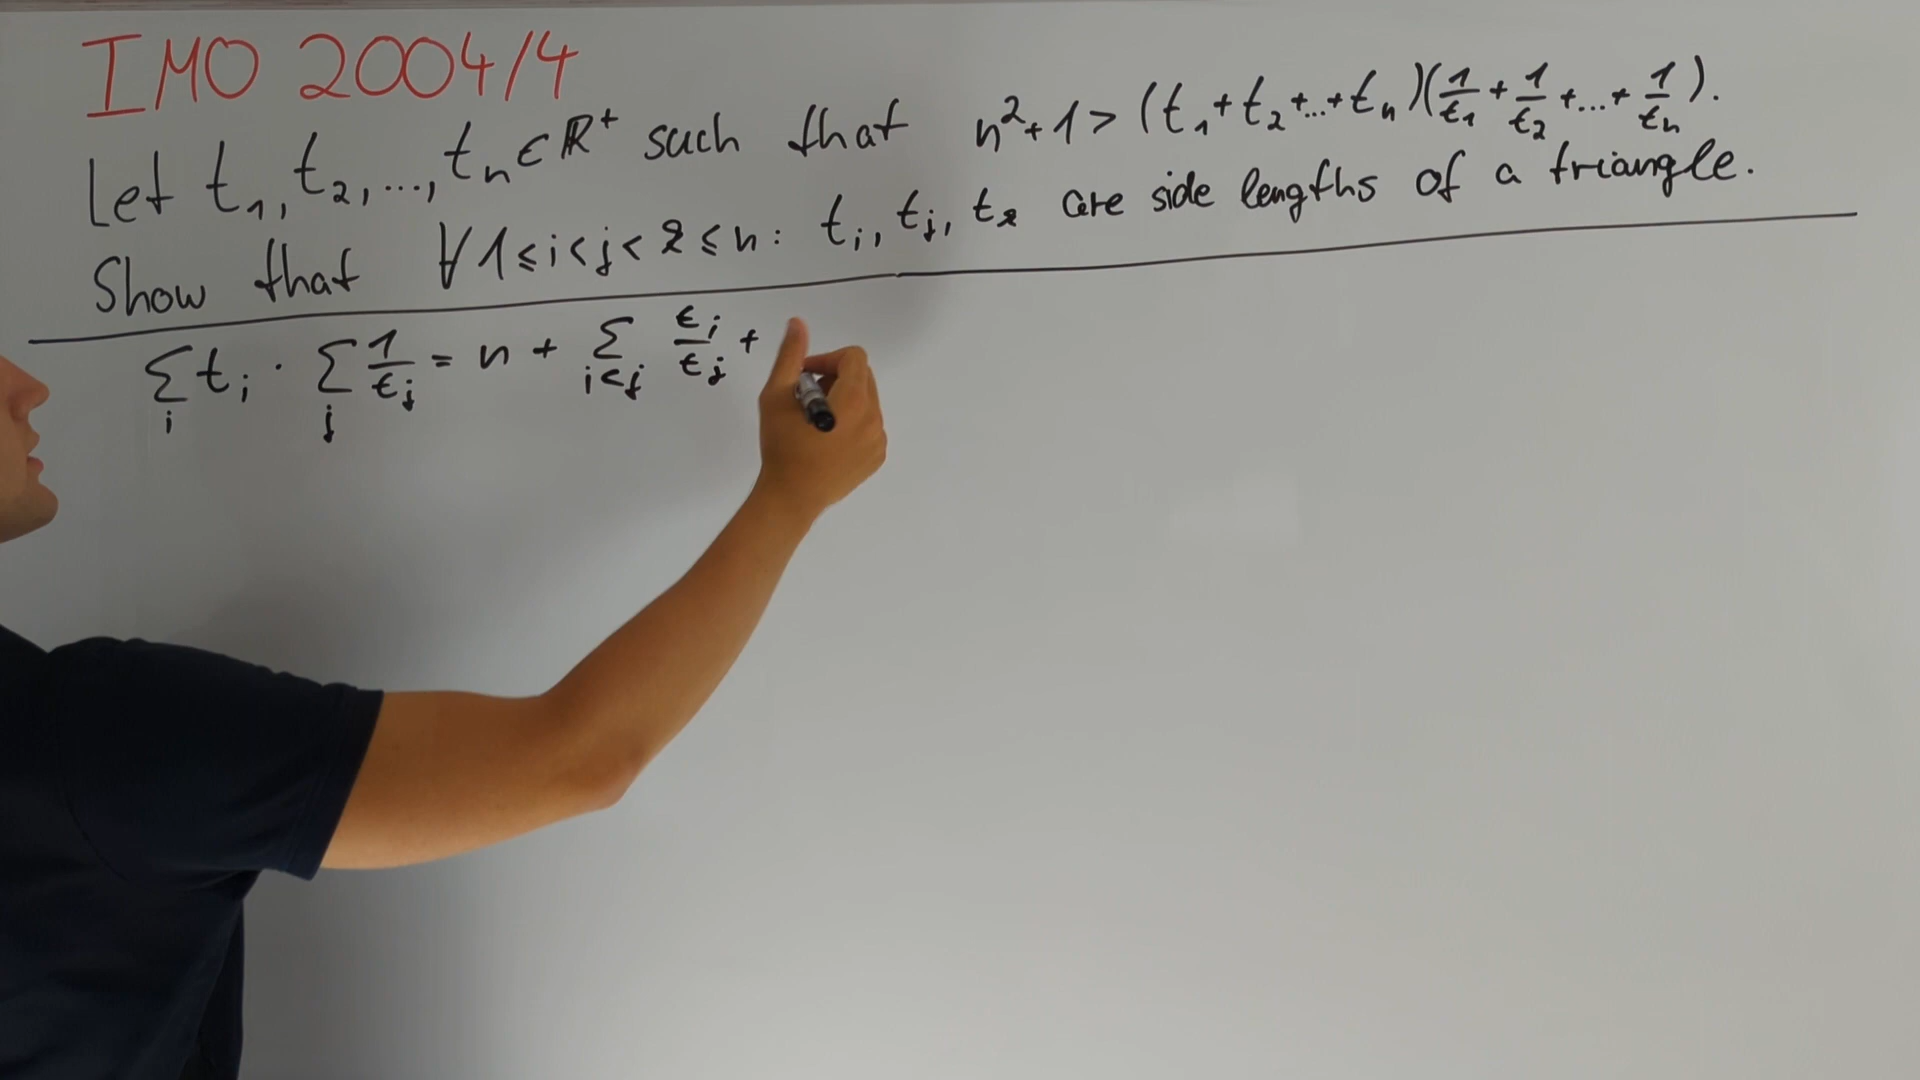 IMO 2004/4
Let t₁, t₂, ..., tₙ ∈ ℝ⁺ such that n² + 1 > (t₁ + t₂ + ... + tₙ)(1/t₁ + 1/t₂ + ... + 1/tₙ).
Show that ∀ 1 ≤ i < j < k ≤ n: tᵢ, tⱼ, tₖ are side lengths of a triangle.
∑ᵢ tᵢ · ∑ⱼ 1/tⱼ = n + ∑_{i<j} tᵢ/tⱼ +